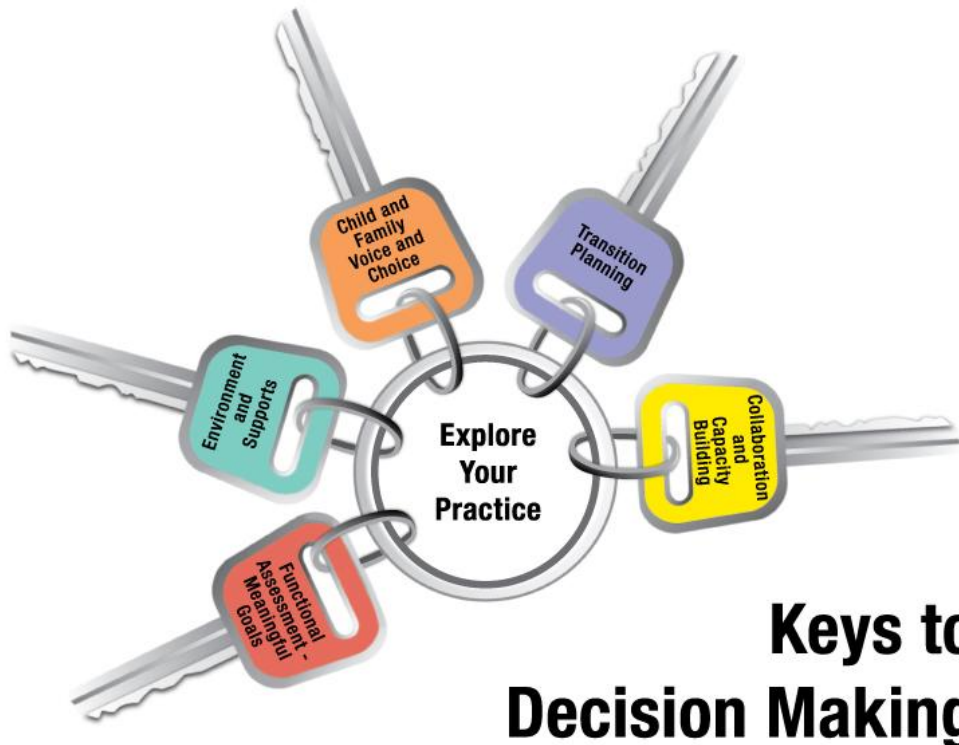 Child and
Family
Voice and
Choice
Transition
Planning
Environment
and
Supports
Collaboration
and
Capacity
Building
Explore
Your
Practice
Functional
Assessment -
Meaningful
Goals
Keys to
Decision Making